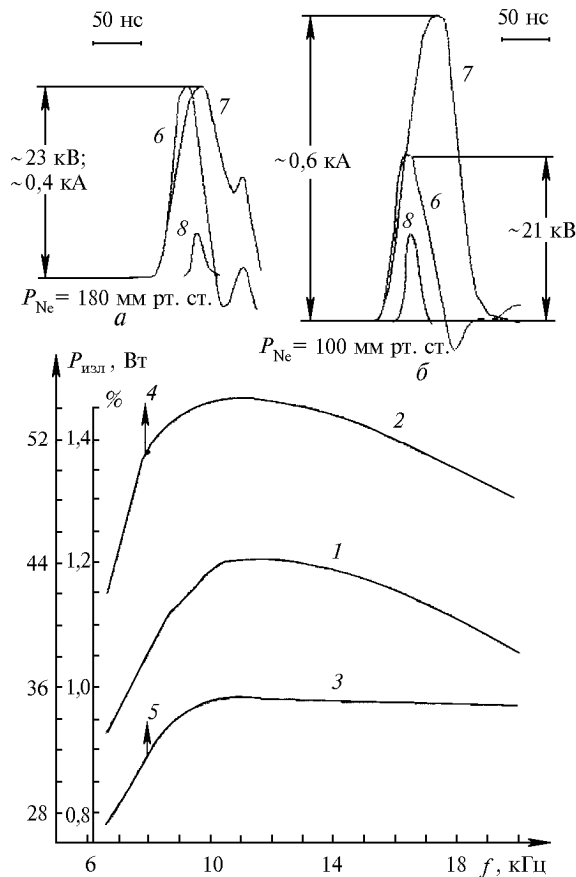 50 нс
50 нс
7
6
7
~23 кВ;
~0,4 кА
~0,6 кА
6
8
8
~21 кВ
P_Ne = 180 мм рт. ст.
а
P_Ne = 100 мм рт. ст.
б
P_изл , Вт
%
4
2
52
1,4
1
44
1,2
3
36
1,0
5
28
0,8
6
10
14
18
f , кГц